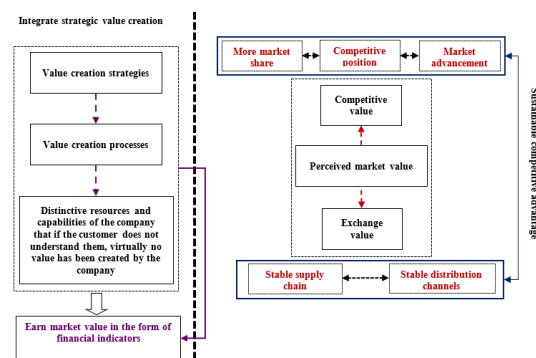 Integrate strategic value creation
Value creation strategies
Value creation processes
Distinctive resources and
capabilities of the company
that if the customer does not
understand them, virtually no
value has been created by the
company
Earn market value in the form of
financial indicators
More market
share
Competitive
position
Market
advancement
Competitive
value
Perceived market value
Exchange
value
Stable supply
chain
Stable distribution
channels
Sustainable competitive advantage